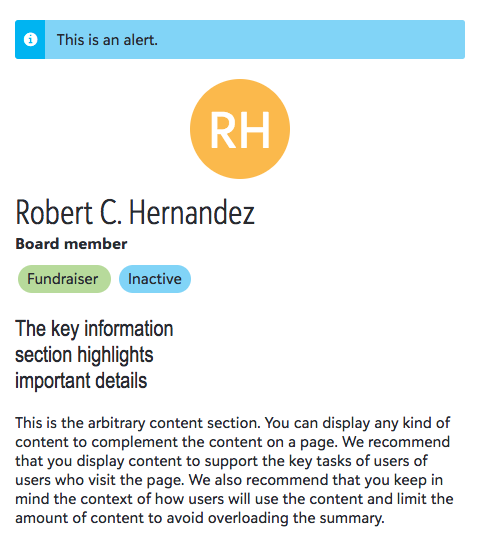 This is an alert.
RH
Robert C. Hernandez
Board member
Fundraiser Inactive
The key information
section highlights
important details
This is the arbitrary content section. You can display any kind of
content to complement the content on a page. We recommend
that you display content to support the key tasks of users of
users who visit the page. We also recommend that you keep in
mind the context of how users will use the content and limit the
amount of content to avoid overloading the summary.